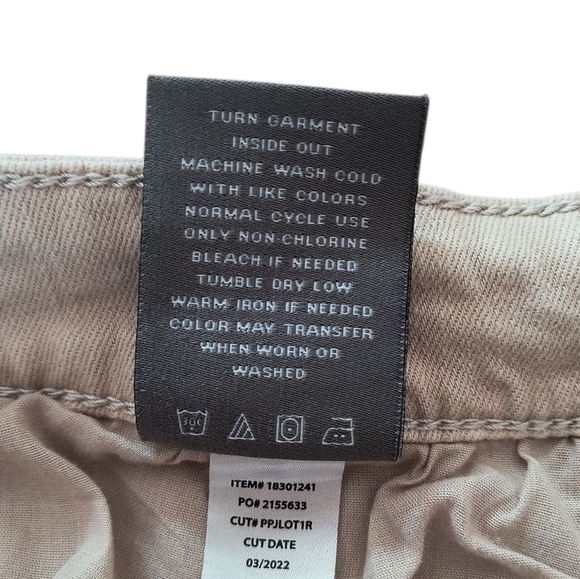 TURN GARMENT
INSIDE OUT
MACHINE WASH COLD
WITH LIKE COLORS
NORMAL CYCLE USE
ONLY NON-CHLORINE
BLEACH IF NEEDED
TUMBLE DRY LOW
WARM IRON IF NEEDED
COLOR MAY TRANSFER
WHEN WORN OR
WASHED
30C
ITEM# 18301241
PO# 2155633
CUT# PPJLOT1R
CUT DATE
03/2022